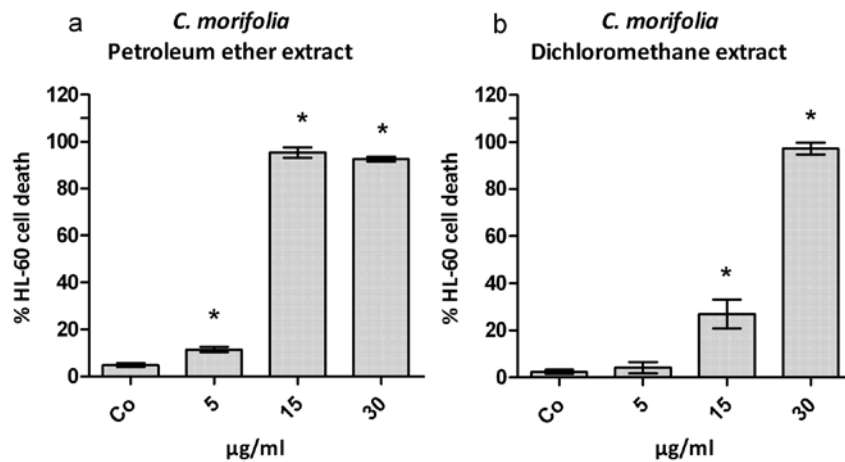 a
C. morifolia
Petroleum ether extract
% HL-60 cell death
120
100
80
60
40
20
0
*
*
*
Co
5
15
30
µg/ml
b
C. morifolia
Dichloromethane extract
% HL-60 cell death
120
100
80
60
40
20
0
*
*
Co
5
15
30
µg/ml